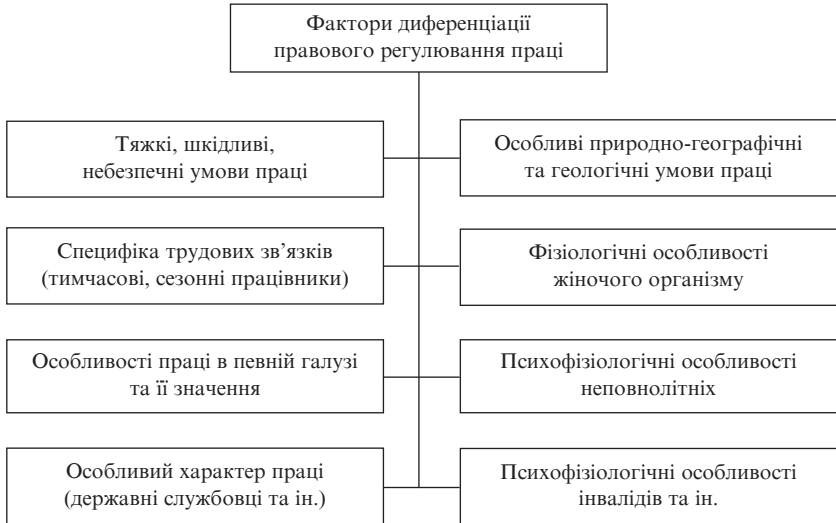 Фактори диференціації
правового регулювання праці
Тяжкі, шкідливі,
небезпечні умови праці
Особливі природно-географічні
та геологічні умови праці
Специфіка трудових зв’язків
(тимчасові, сезонні працівники)
Фізіологічні особливості
жіночого організму
Особливості праці в певній галузі
та її значення
Психофізіологічні особливості
неповнолітніх
Особливий характер праці
(державні службовці та ін.)
Психофізіологічні особливості
інвалідів та ін.